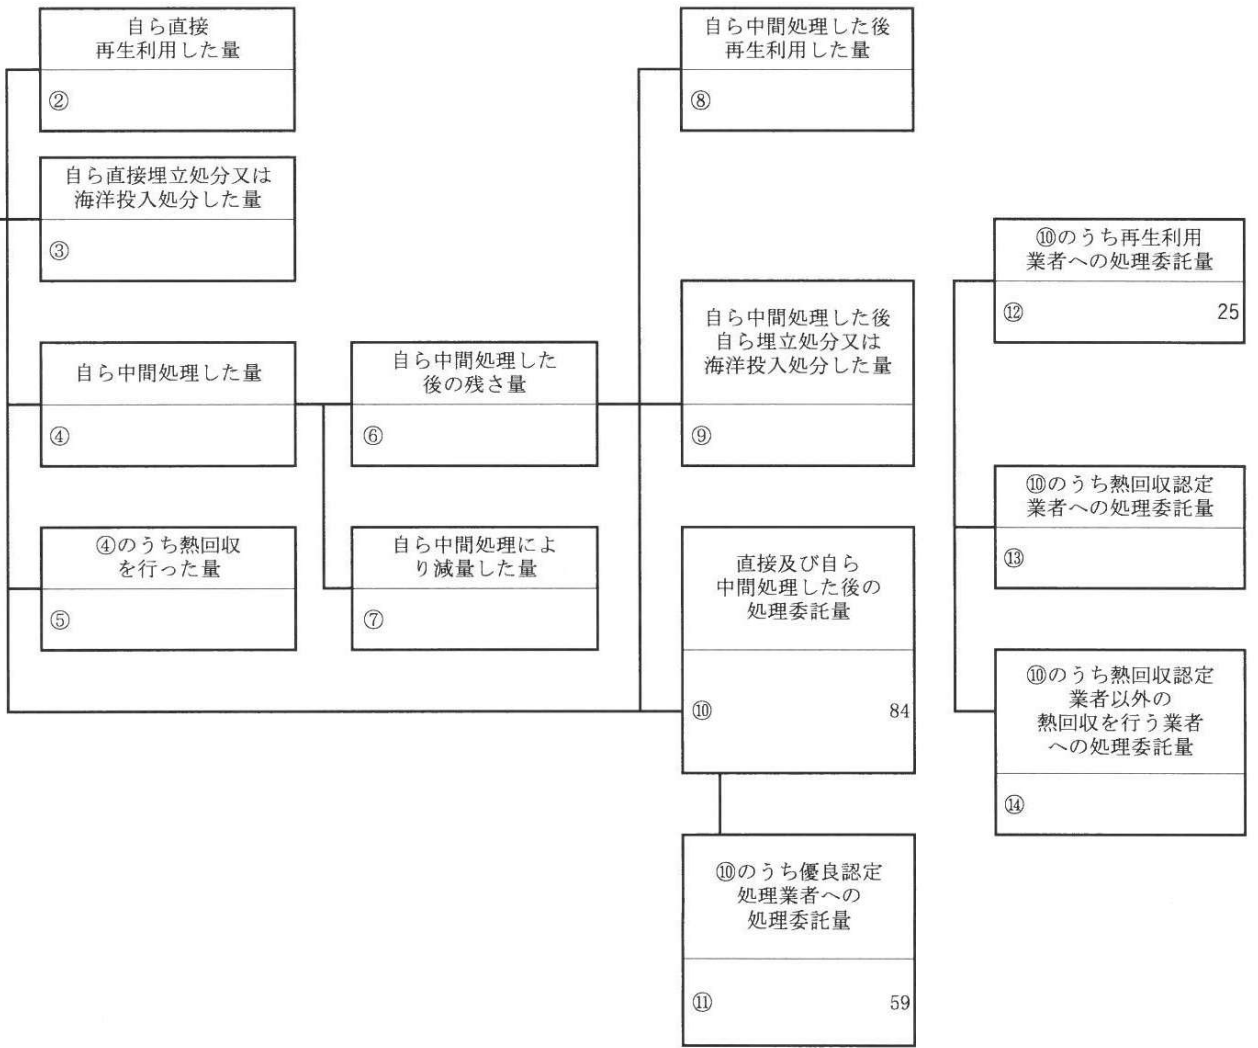 自ら直接
再生利用した量
②
自ら直接埋立処分又は
海洋投入処分した量
③
自ら中間処理した量
④
④のうち熱回収
を行った量
⑤
自ら中間処理した
後の残さ量
⑥
自ら中間処理によ
り減量した量
⑦
自ら中間処理した後
再生利用した量
⑧
自ら中間処理した後
自ら埋立処分又は
海洋投入処分した量
⑨
直接及び自ら
中間処理した後の
処理委託量
⑩ 84
⑩のうち優良認定
処理業者への
処理委託量
⑪ 59
⑩のうち再生利用
業者への処理委託量
⑫ 25
⑩のうち熱回収認定
業者への処理委託量
⑬
⑩のうち熱回収認定
業者以外の
熱回収を行う業者
への処理委託量
⑭